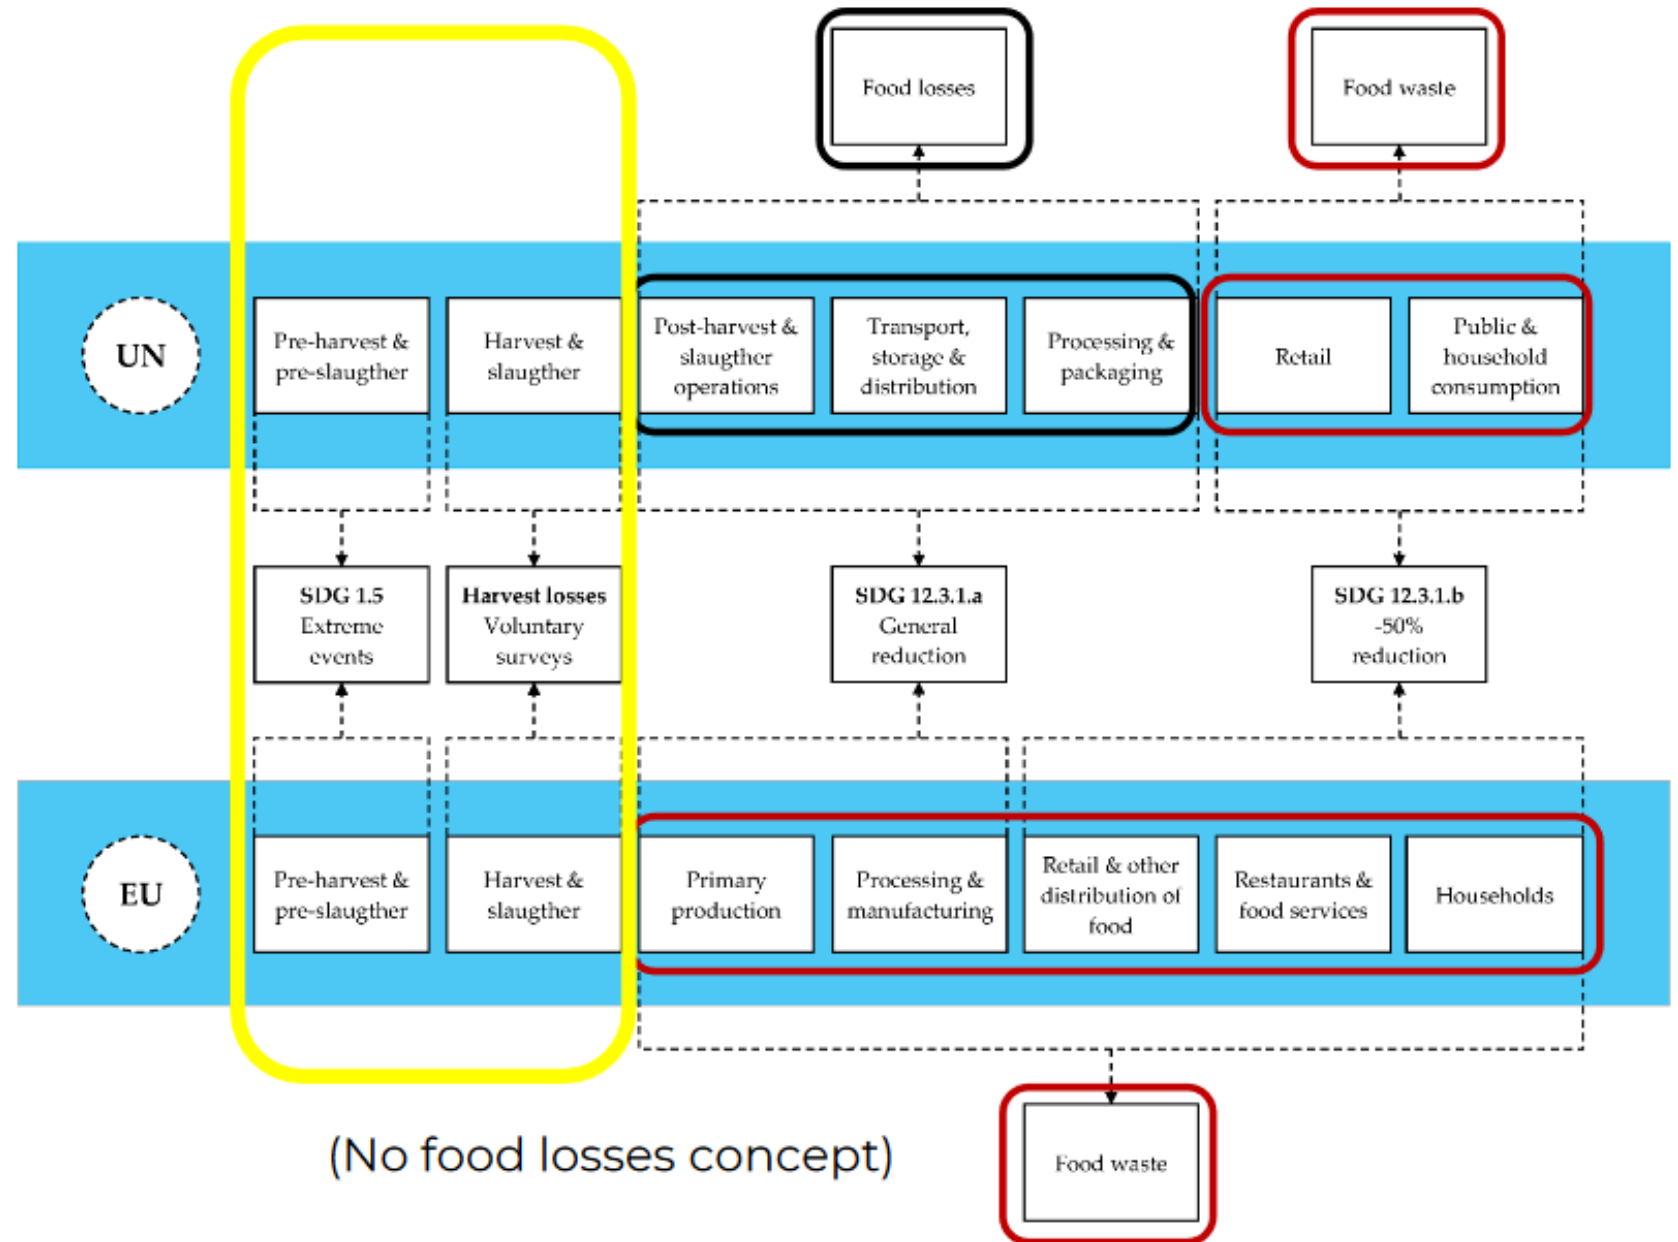 Food losses
Food waste
UN
Pre-harvest &
pre-slaugther
Harvest &
slaugther
Post-harvest &
slaugther
operations
Transport,
storage &
distribution
Processing &
packaging
Retail
Public &
household
consumption
SDG 1.5
Extreme
events
Harvest losses
Voluntary
surveys
SDG 12.3.1.a
General
reduction
SDG 12.3.1.b
-50%
reduction
EU
Pre-harvest &
pre-slaugther
Harvest &
slaugther
Primary
production
Processing &
manufacturing
Retail & other
distribution of
food
Restaurants &
food services
Households
(No food losses concept)
Food waste